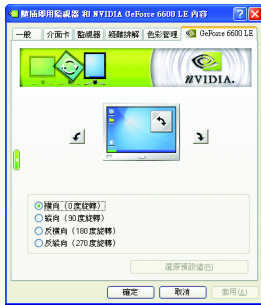 隨插即用監視器 和 NVIDIA GeForce 6600 LE 內容
一般 介面卡 監視器 疑難排解 色彩管理 GeForce 6600 LE
NVIDIA.
橫向 (0度旋轉)
縱向 (90度旋轉)
反橫向 (180度旋轉)
反縱向 (270度旋轉)
還原預設值(E)
確定 取消 套用(A)